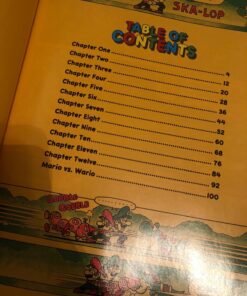 SKA-LOP
TABLE OF
CONTENTS
Chapter One 4
Chapter Two 12
Chapter Three 20
Chapter Four 28
Chapter Five 36
Chapter Six 44
Chapter Seven 52
Chapter Eight 60
Chapter Nine 68
Chapter Ten 76
Chapter Eleven 84
Chapter Twelve 92
Mario vs. Wario 100
GOBBLE
GOBBLE